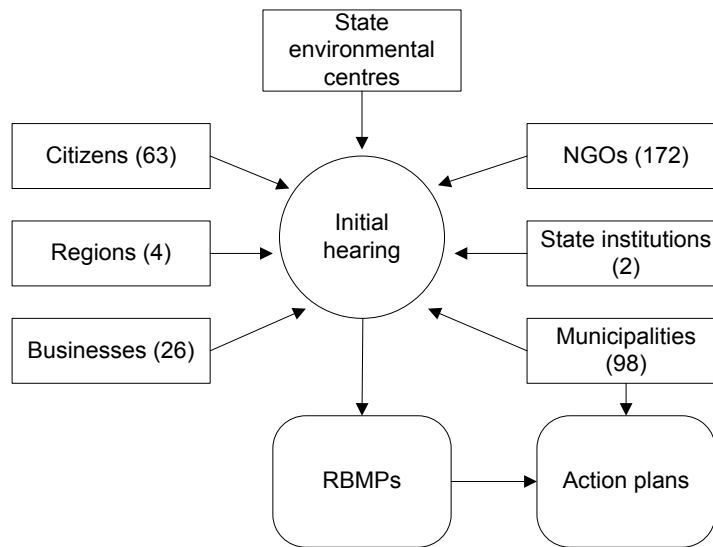 State
environmental
centres
Citizens (63)
NGOs (172)
Initial
hearing
Regions (4)
State institutions
(2)
Businesses (26)
Municipalities
(98)
RBMPs
Action plans